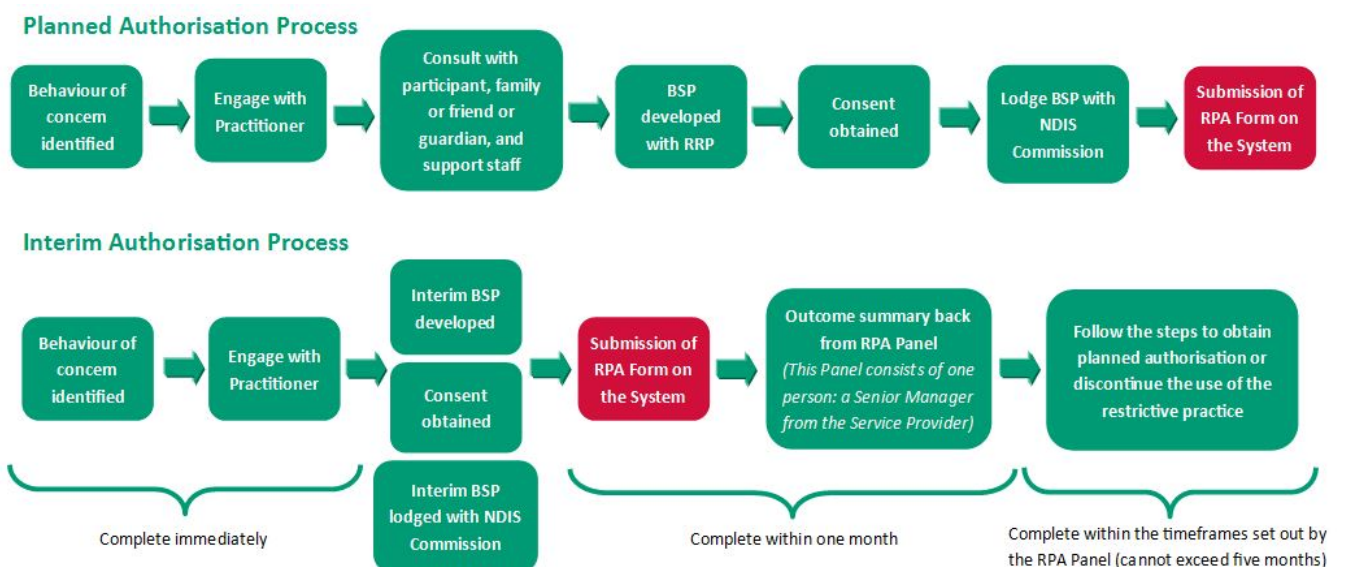 Planned Authorisation Process
Behaviour of
concern
identified
Engage with
Practitioner
Consult with
participant, family
or friend or
guardian, and
support staff
BSP
developed
with RRP
Consent
obtained
Lodge BSP with
NDIS
Commission
Submission of
RPA Form on
the System
Interim Authorisation Process
Behaviour of
concern
identified
Engage with
Practitioner
Interim BSP
developed
Consent
obtained
Interim BSP
lodged with NDIS
Commission
Submission of
RPA Form on
the System
Outcome summary back
from RPA Panel
(This Panel consists of one
person: a Senior Manager
from the Service Provider)
Follow the steps to obtain
planned authorisation or
discontinue the use of the
restrictive practice
Complete immediately
Complete within one month
Complete within the timeframes set out by
the RPA Panel (cannot exceed five months)